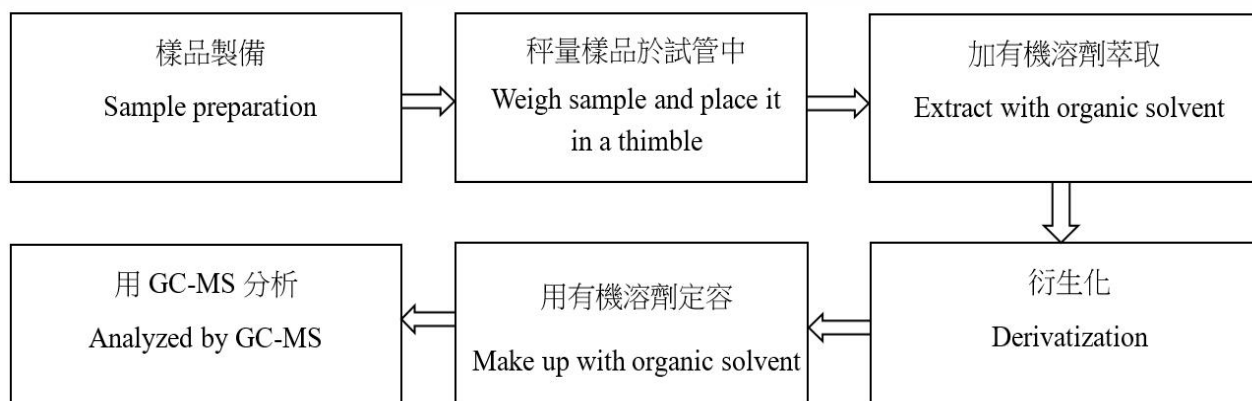 樣品製備
Sample preparation
秤量樣品於試管中
Weigh sample and place it
in a thimble
加有機溶劑萃取
Extract with organic solvent
衍生化
Derivatization
用有機溶劑定容
Make up with organic solvent
用 GC-MS 分析
Analyzed by GC-MS